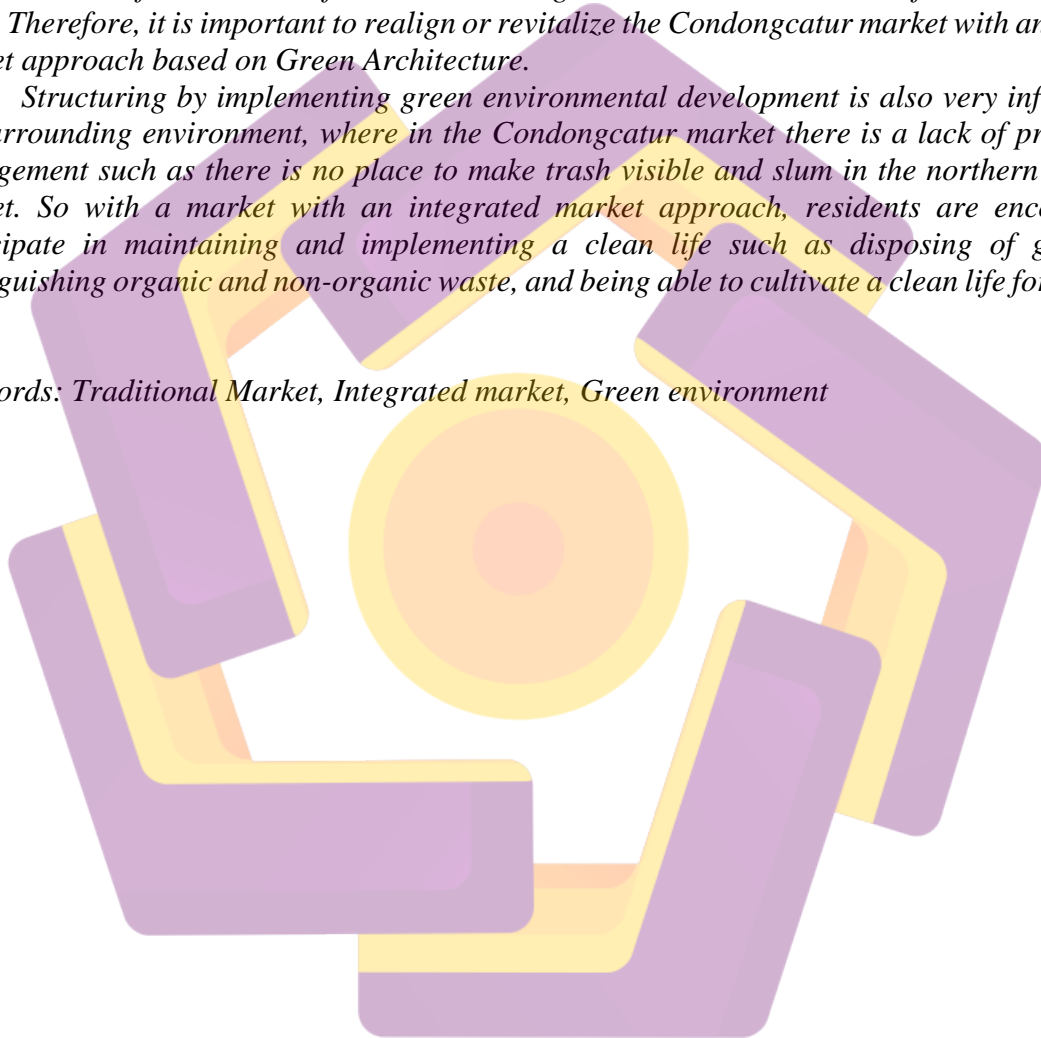 Therefore, it is important to realign or revitalize the Condongcatur market with an
et approach based on Green Architecture.
Structuring by implementing green environmental development is also very inf
rrounding environment, where in the Condongcatur market there is a lack of pr
gement such as there is no place to make trash visible and slum in the northern
et. So with a market with an integrated market approach, residents are enc
cipate in maintaining and implementing a clean life such as disposing of g
guishing organic and non-organic waste, and being able to cultivate a clean life for
ords: Traditional Market, Integrated market, Green environment